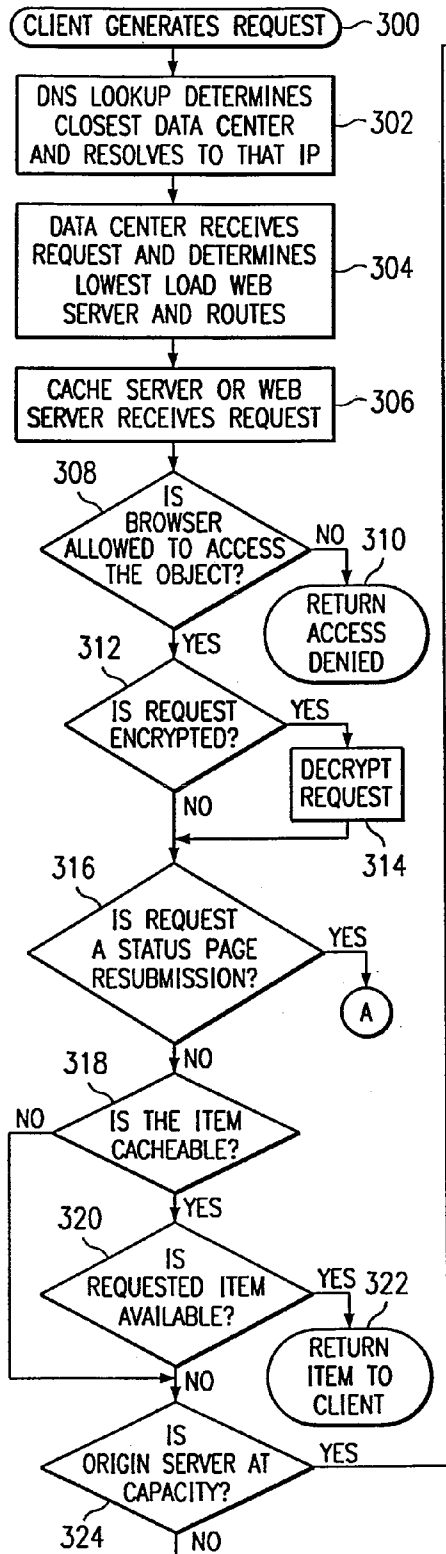 CLIENT GENERATES REQUEST
300
DNS LOOKUP DETERMINES
CLOSEST DATA CENTER
AND RESOLVES TO THAT IP
302
DATA CENTER RECEIVES
REQUEST AND DETERMINES
LOWEST LOAD WEB
SERVER AND ROUTES
304
CACHE SERVER OR WEB
SERVER RECEIVES REQUEST
306
308
IS
BROWSER
ALLOWED TO ACCESS
THE OBJECT?
NO
310
RETURN
ACCESS
DENIED
YES
312
IS REQUEST
ENCRYPTED?
YES
DECRYPT
REQUEST
314
NO
316
IS REQUEST
A STATUS PAGE
RESUBMISSION?
YES
A
NO
318
NO
IS THE ITEM
CACHEABLE?
YES
320
IS
REQUESTED ITEM
AVAILABLE?
YES
322
RETURN
ITEM TO
CLIENT
NO
IS
ORIGIN SERVER AT
CAPACITY?
YES
324
NO